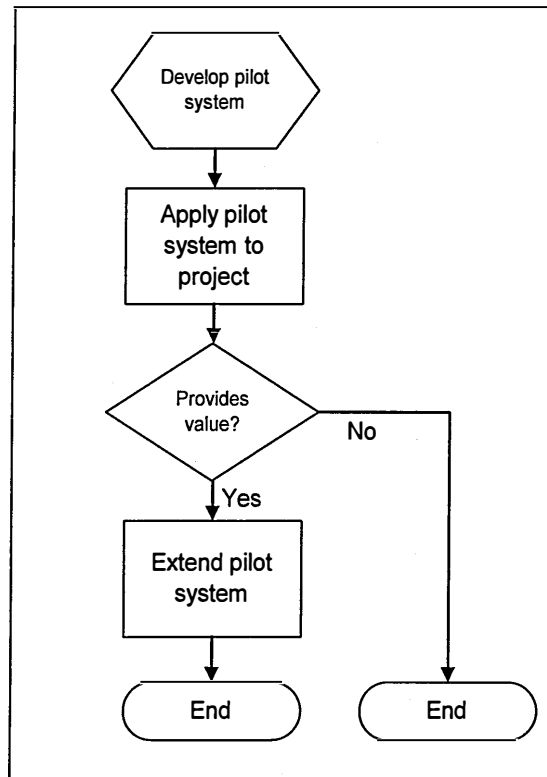 Develop pilot
system
Apply pilot
system to
project
Provides
value?
No
Yes
Extend pilot
system
End
End